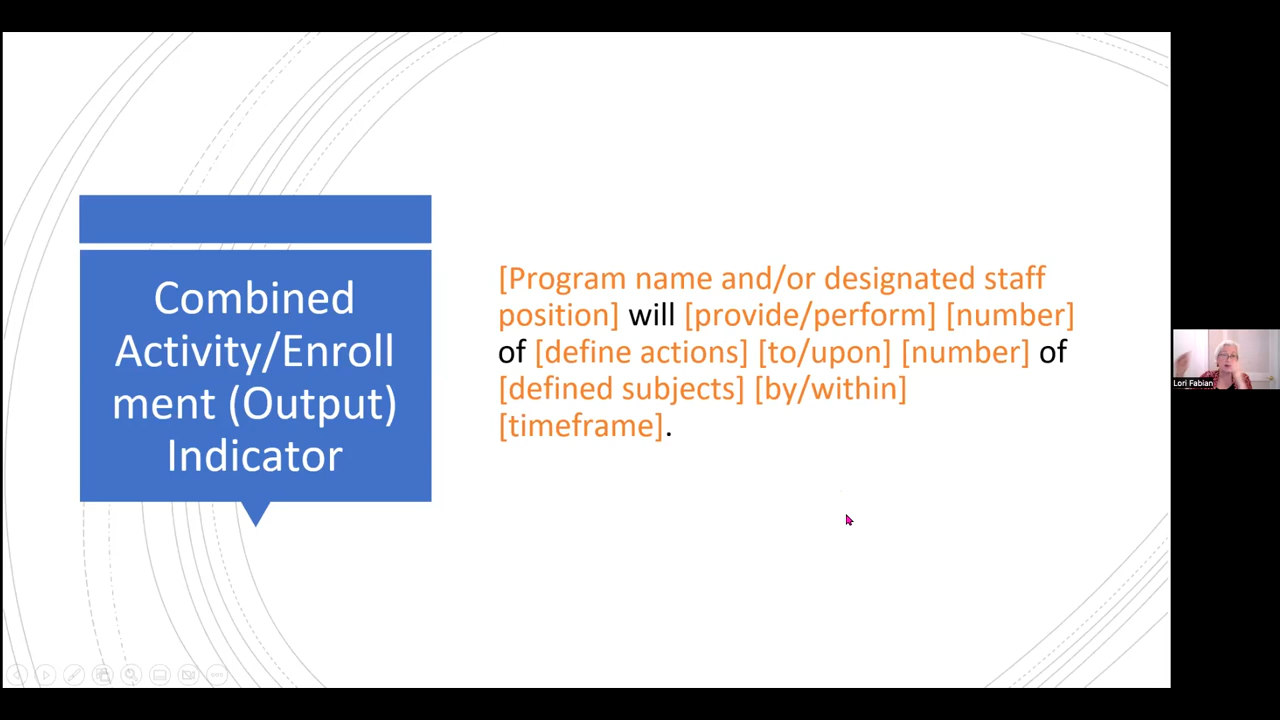 Combined
Activity/Enroll
ment (Output)
Indicator
[Program name and/or designated staff
position] will [provide/perform] [number]
of [define actions] [to/upon] [number] of
[defined subjects] [by/within]
[timeframe].
Lori Fabian